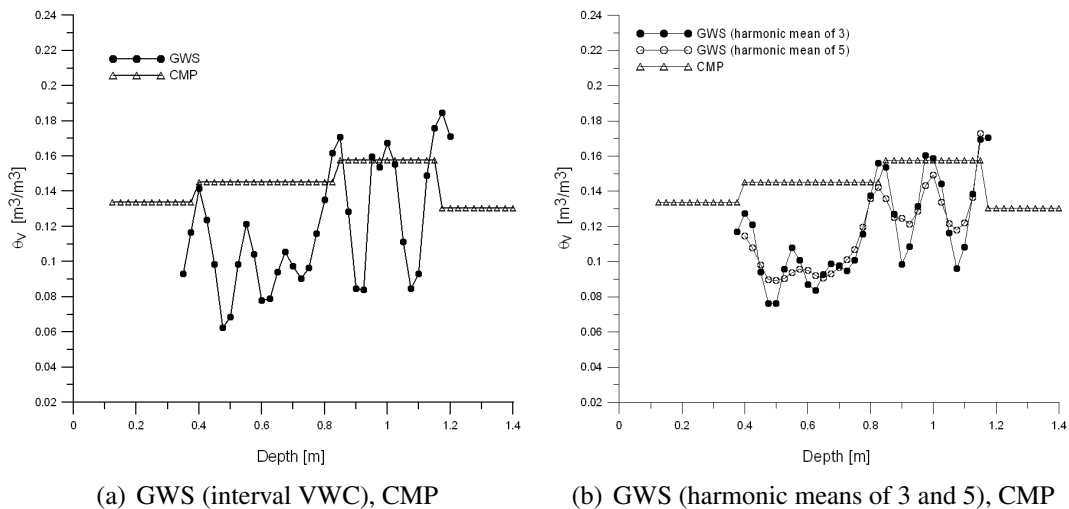 0.24
0.22
0.2
0.18
0.16
0.14
0.12
0.1
0.08
0.06
0.04
0.02
θV [m³/m³]
GWS
CMP
0 0.2 0.4 0.6 0.8 1 1.2 1.4
Depth [m]
(a) GWS (interval VWC), CMP
0.24
0.22
0.2
0.18
0.16
0.14
0.12
0.1
0.08
0.06
0.04
0.02
θV [m3/m3]
GWS (harmonic mean of 3)
GWS (harmonic mean of 5)
CMP
0 0.2 0.4 0.6 0.8 1 1.2 1.4
Depth [m]
(b) GWS (harmonic means of 3 and 5), CMP